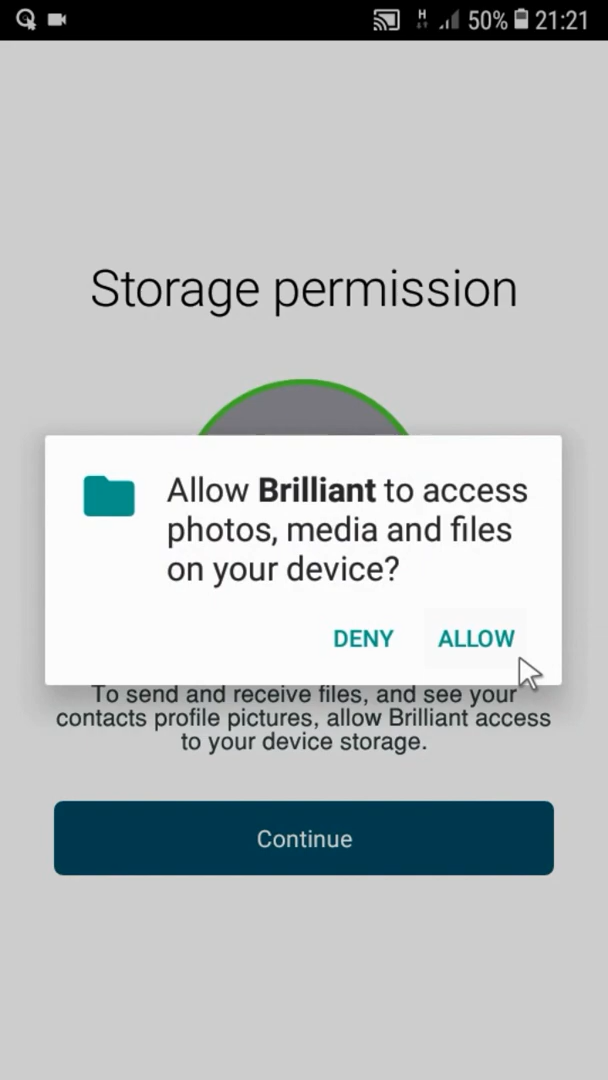 H 50% 21:21
Storage permission
Allow Brilliant to access
photos, media and files
on your device?
DENY ALLOW
To send and receive files, and see your
contacts profile pictures, allow Brilliant access
to your device storage.
Continue